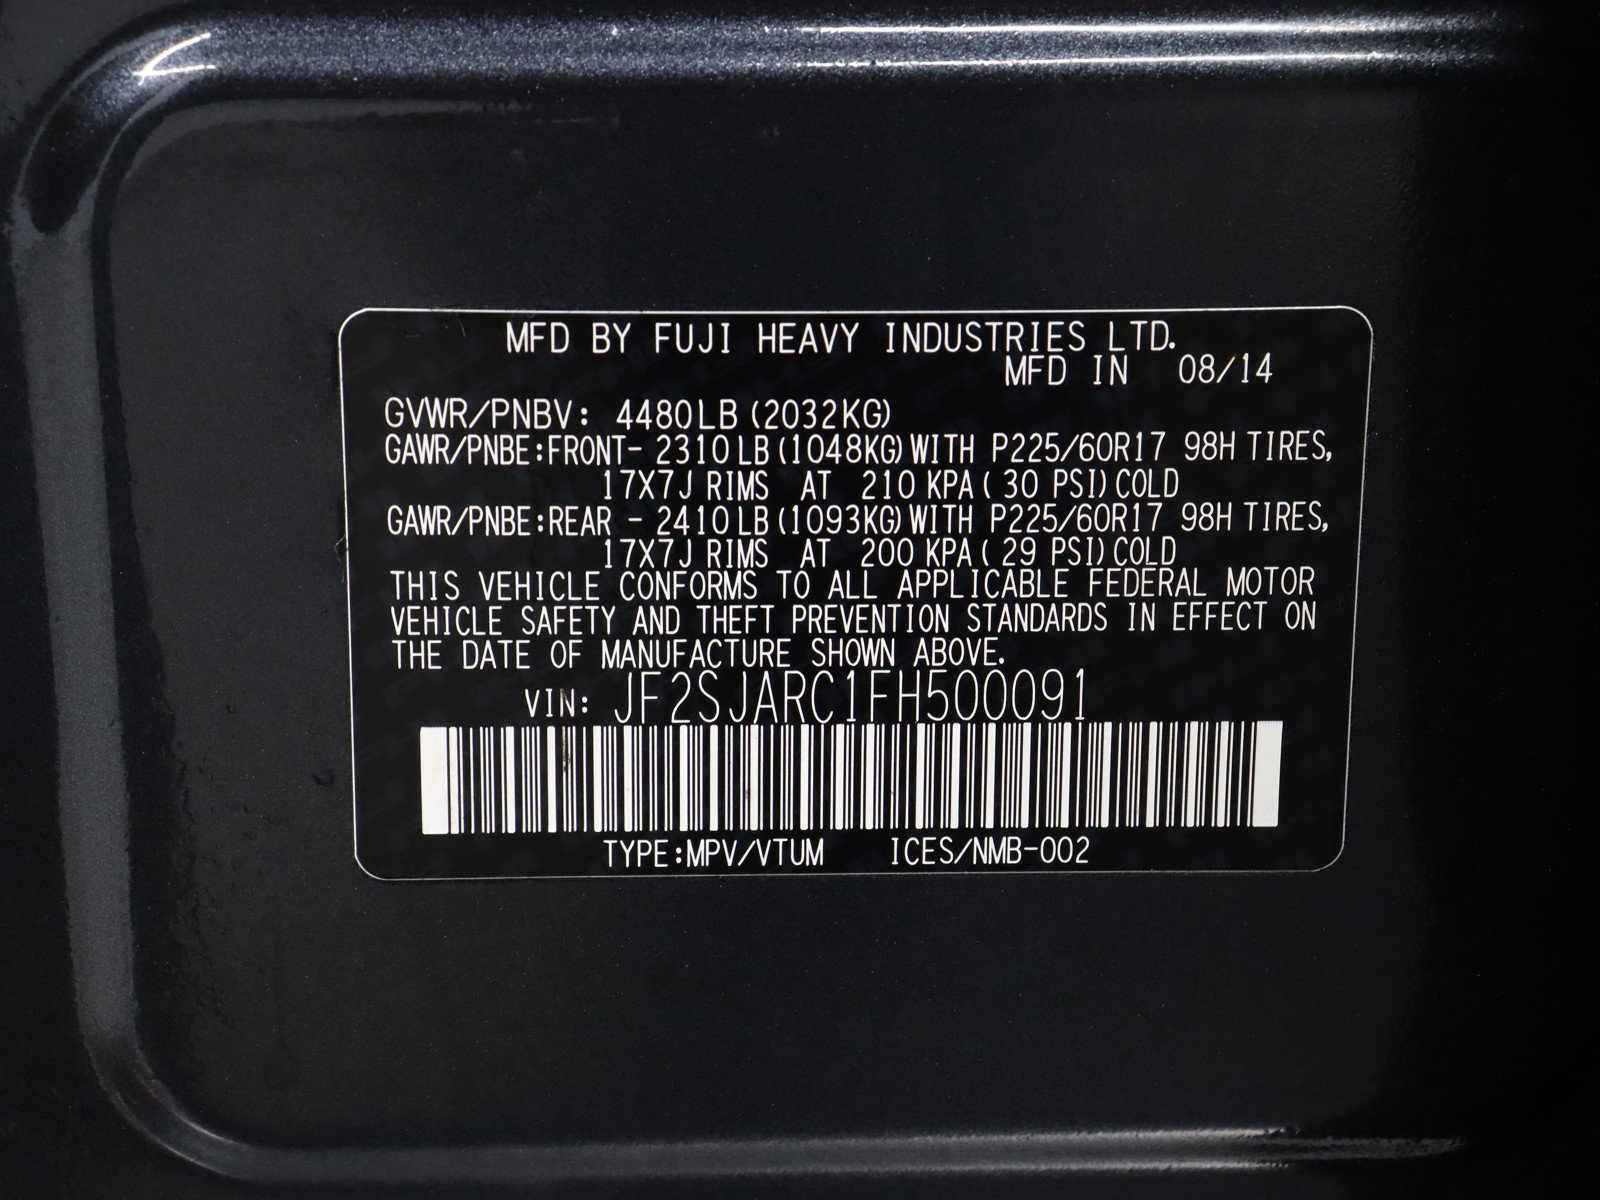 MFD BY FUJI HEAVY INDUSTRIES LTD.
MFD IN 08/14
GVWR/PNBV: 4480LB (2032KG)
GAWR/PNBE:FRONT- 2310LB (1048KG) WITH P225/60R17 98H TIRES,
17X7J RIMS AT 210 KPA( 30 PSI) COLD
GAWR/PNBE:REAR - 2410LB (1093KG) WITH P225/60R17 98H TIRES,
17X7J RIMS AT 200 KPA( 29 PSI) COLD
THIS VEHICLE CONFORMS TO ALL APPLICABLE FEDERAL MOTOR
VEHICLE SAFETY AND THEFT PREVENTION STANDARDS IN EFFECT ON
THE DATE OF MANUFACTURE SHOWN ABOVE.
VIN: JF2SJARC1FH500091
TYPE:MPV/VTUM ICES/NMB-002